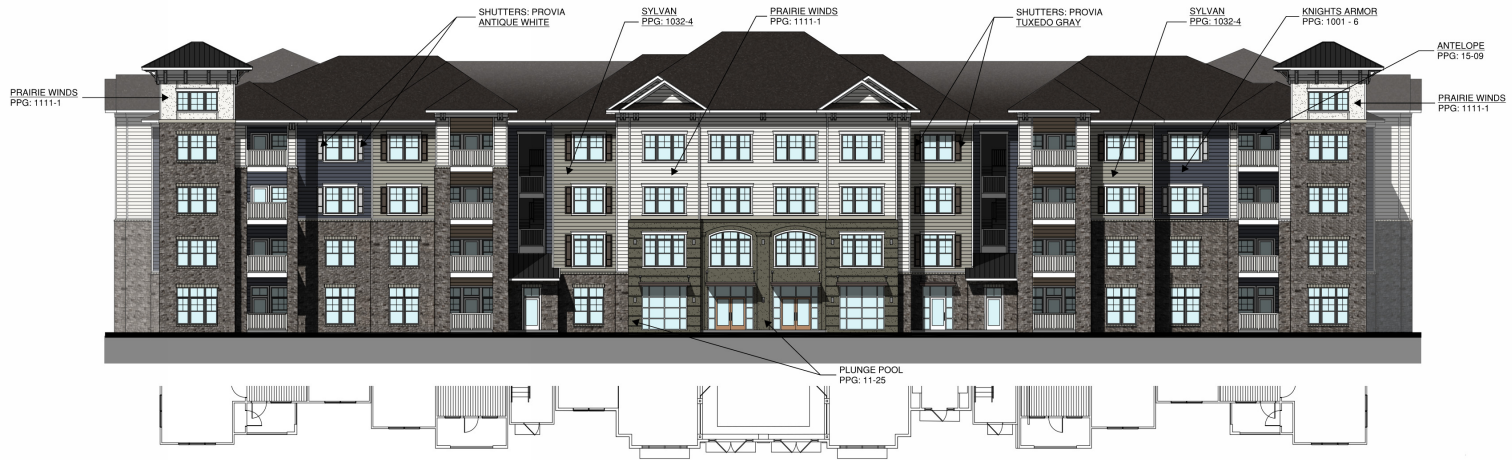 SHUTTERS: PROVIA
ANTIQUE WHITE
SYLVAN
PPG: 1032-4
PRAIRIE WINDS
PPG: 1111-1
SHUTTERS: PROVIA
TUXEDO GRAY
SYLVAN
PPG: 1032-4
KNIGHTS ARMOR
PPG: 1001 - 6
ANTELOPE
PPG: 15-09
PRAIRIE WINDS
PPG: 1111-1
PRAIRIE WINDS
PPG: 1111-1
PLUNGE POOL
PPG: 11-25